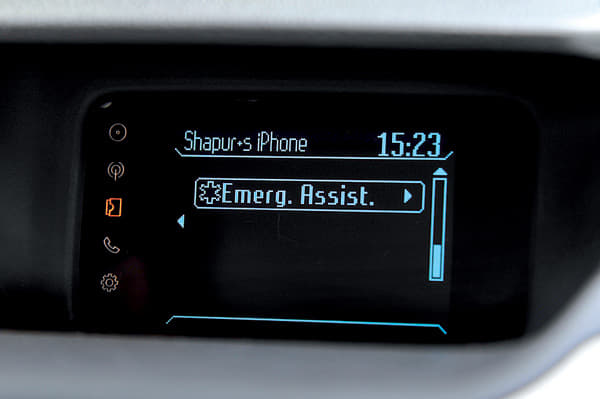 Shapur+s iPhone 15:23
Emerg. Assist.